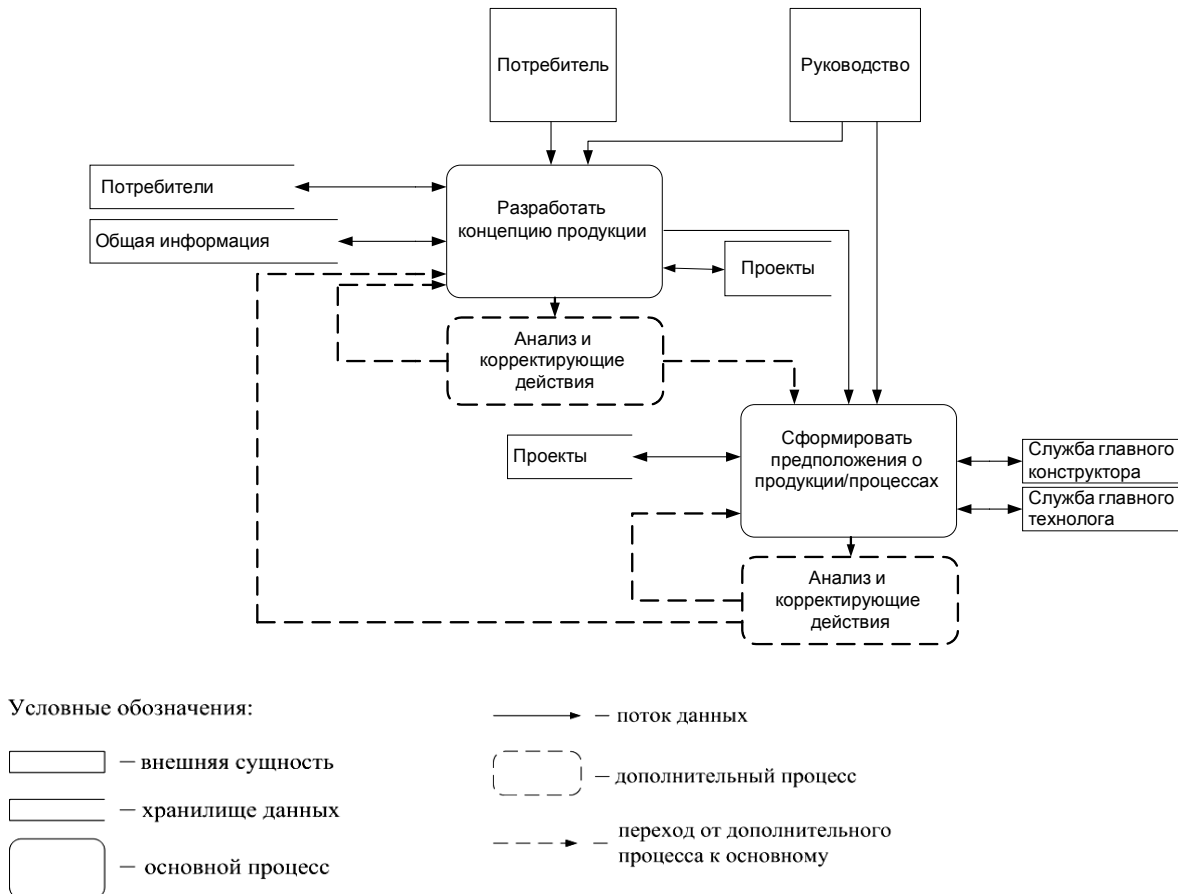 Потребитель
Руководство
Потребители
Общая информация
Разработать
концепцию продукции
Проекты
Анализ и
корректирующие
действия
Проекты
Сформировать
предположения о
продукции/процессах
Служба главного
конструктора
Служба главного
технолога
Анализ и
корректирующие
действия
Условные обозначения:
– внешняя сущность
– хранилище данных
– основной процесс
– поток данных
– дополнительный процесс
– переход от дополнительного
процесса к основному